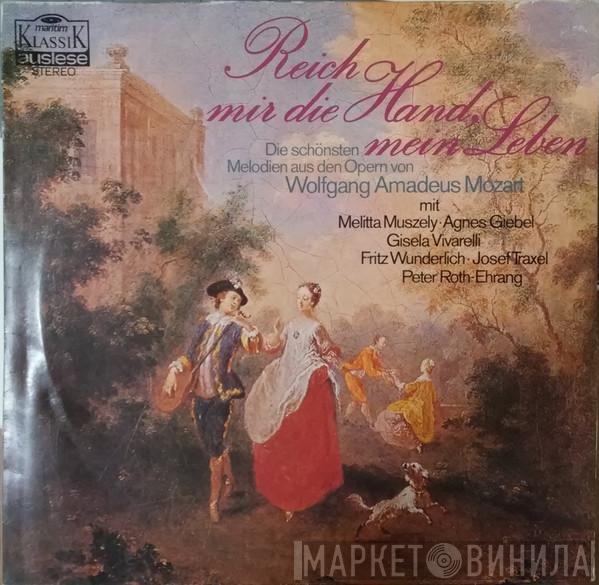 maritim
KLASSIK
auslese
STEREO
Reich
mir die Hand,
mein Leben
Die schönsten
Melodien aus den Opern von
Wolfgang Amadeus Mozart
mit
Melitta Muszely · Agnes Giebel
Gisela Vivarelli
Fritz Wunderlich · Josef Traxel
Peter Roth-Ehrang
МАРКЕТ ВИНИЛА